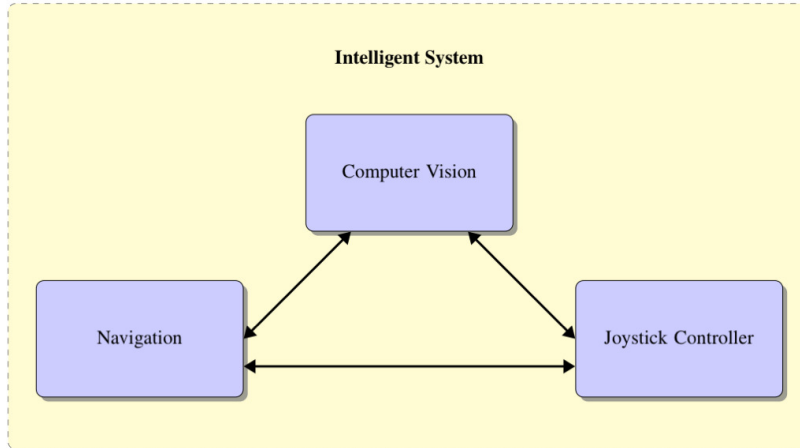 Intelligent System
Computer Vision
Navigation
Joystick Controller